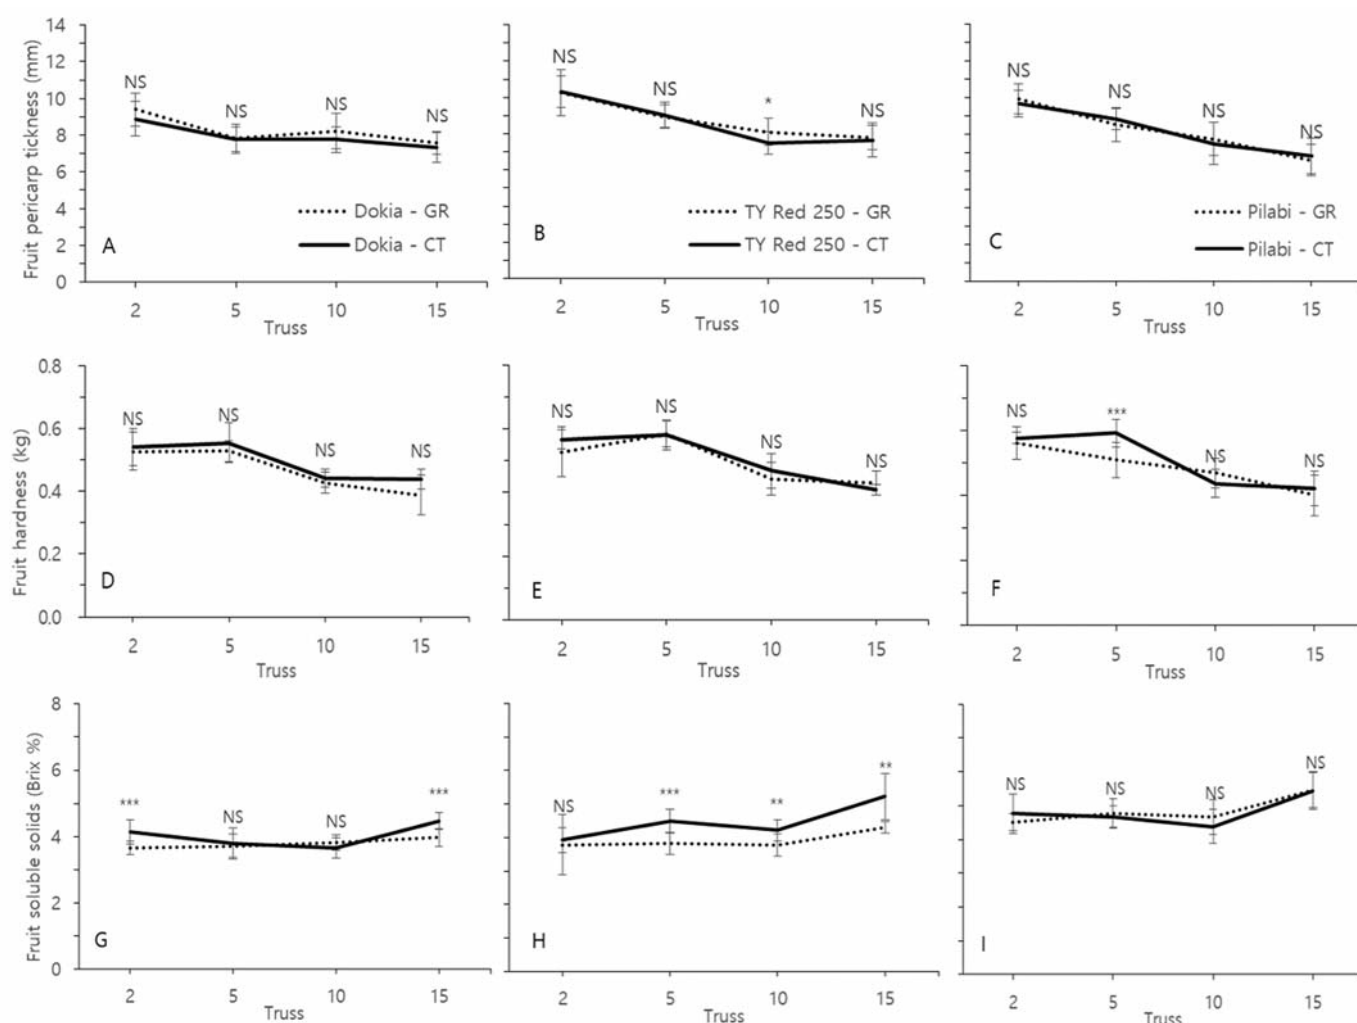 Fruit pericarp tickness (mm)
14
12
10
8
6
4
2
0
NS NS NS NS
Dokia - GR
Dokia - CT
A
2 5 10 15
Truss
NS NS * NS
TY Red 250 - GR
TY Red 250 - CT
B
2 5 10 15
Truss
NS NS NS NS
Pilabi - GR
Pilabi - CT
C
2 5 10 15
Truss
Fruit hardness (kg)
0.8
0.6
0.4
0.2
0.0
NS NS NS NS
D
2 5 10 15
Truss
NS NS NS NS
E
2 5 10 15
Truss
NS *** NS NS
F
2 5 10 15
Truss
Fruit soluble solids (Brix %)
8
6
4
2
0
*** NS NS ***
G
2 5 10 15
Truss
NS *** ** **
H
2 5 10 15
Truss
NS NS NS NS
I
2 5 10 15
Truss